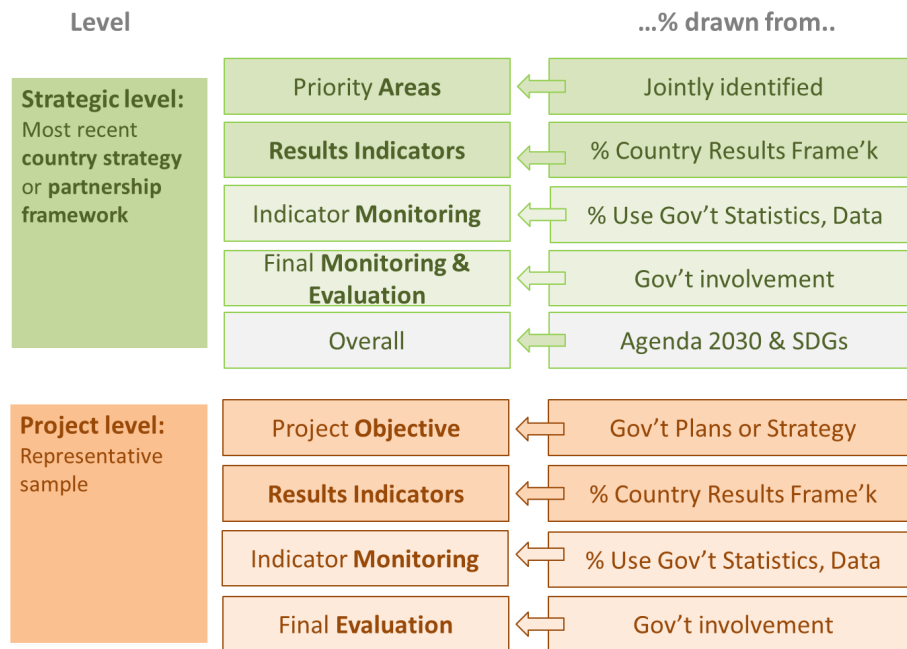 Level
...% drawn from..
Strategic level:
Most recent
country strategy
or partnership
framework
Priority Areas
Jointly identified
Results Indicators
% Country Results Frame’k
Indicator Monitoring
% Use Gov’t Statistics, Data
Final Monitoring &
Evaluation
Gov’t involvement
Overall
Agenda 2030 & SDGs
Project level:
Representative
sample
Project Objective
Gov’t Plans or Strategy
Results Indicators
% Country Results Frame’k
Indicator Monitoring
% Use Gov’t Statistics, Data
Final Evaluation
Gov’t involvement